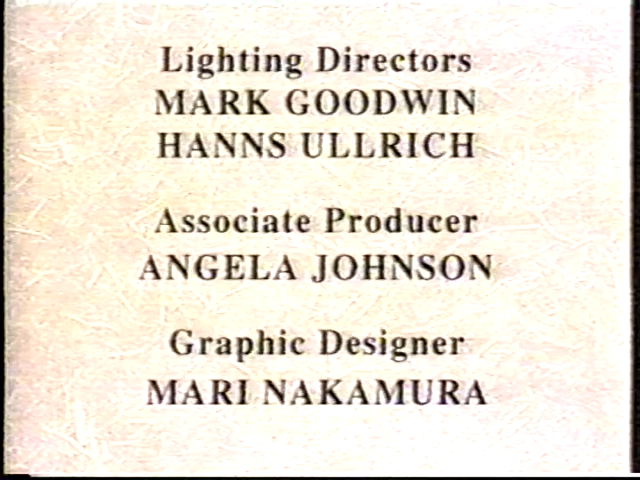 Lighting Directors
MARK GOODWIN
HANNS ULLRICH
Associate Producer
ANGELA JOHNSON
Graphic Designer
MARI NAKAMURA